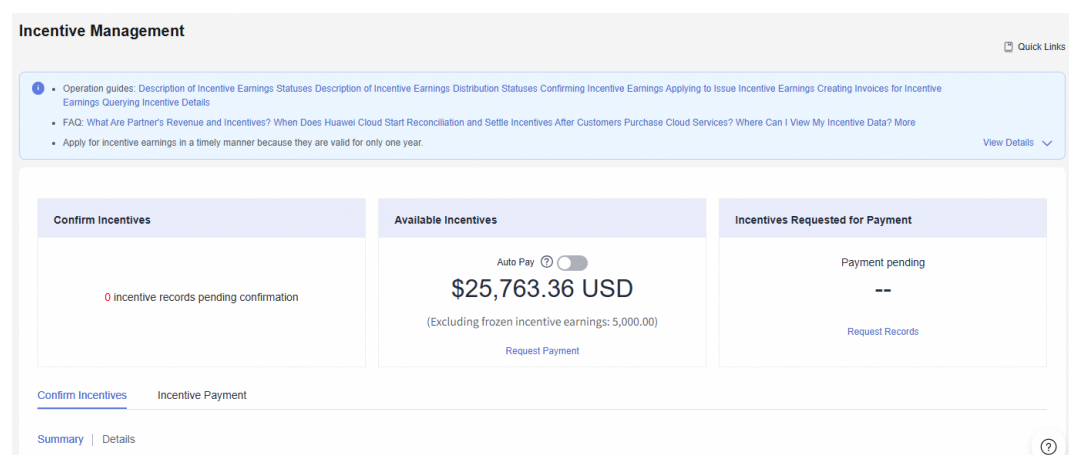 Incentive Management
Quick Links
Operation guides: Description of Incentive Earnings Statuses Description of Incentive Earnings Distribution Statuses Confirming Incentive Earnings Applying to Issue Incentive Earnings Creating Invoices for Incentive
Earnings Querying Incentive Details
FAQ: What Are Partner's Revenue and Incentives? When Does Huawei Cloud Start Reconciliation and Settle Incentives After Customers Purchase Cloud Services? Where Can I View My Incentive Data? More
Apply for incentive earnings in a timely manner because they are valid for only one year.
View Details
Confirm Incentives
0 incentive records pending confirmation
Available Incentives
Auto Pay
$25,763.36 USD
(Excluding frozen incentive earnings: 5,000.00)
Request Payment
Incentives Requested for Payment
Payment pending
--
Request Records
Confirm Incentives Incentive Payment
Summary | Details